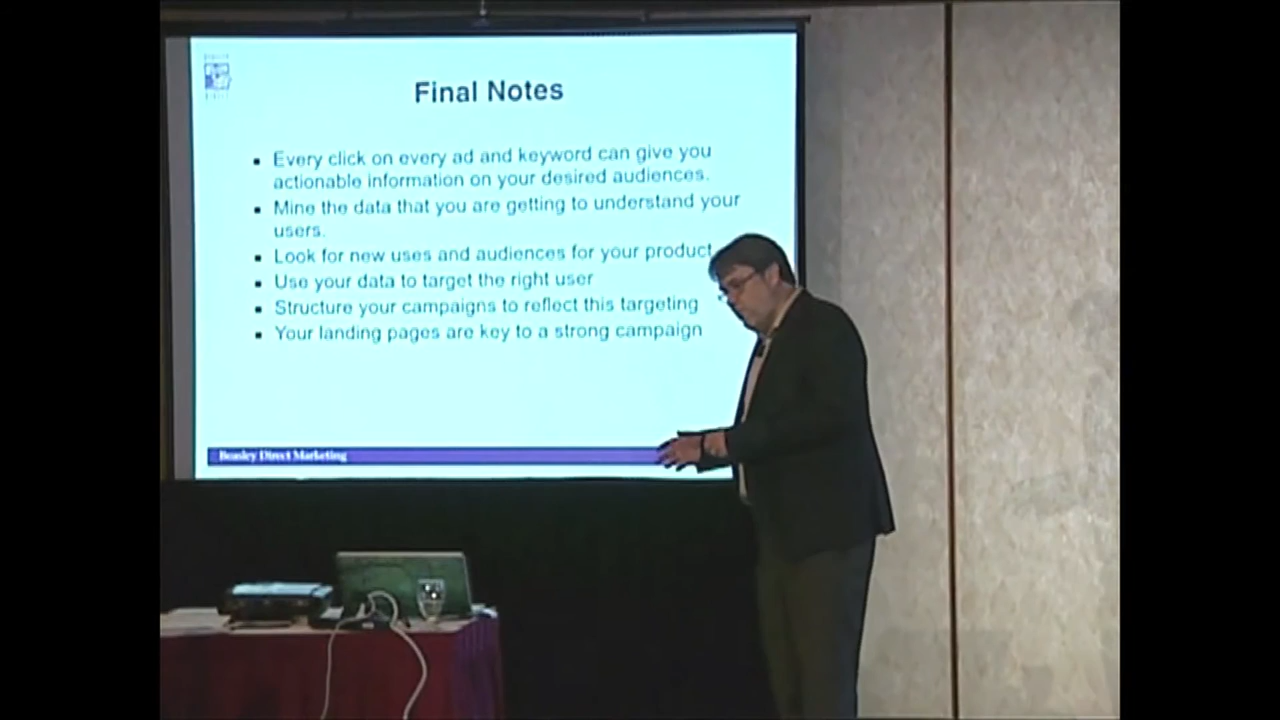 Final Notes
Every click on every ad and keyword can give you
actionable information on your desired audiences.
Mine the data that you are getting to understand your
users.
Look for new uses and audiences for your product
Use your data to target the right user
Structure your campaigns to reflect this targeting
Your landing pages are key to a strong campaign
Beasley Direct Marketing